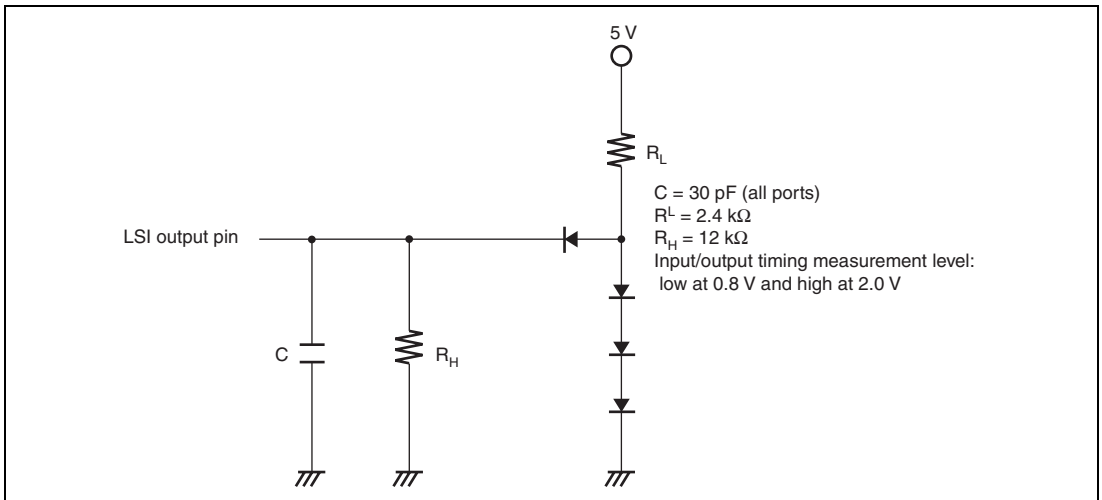 5 V
R_L
C = 30 pF (all ports)
R^L = 2.4 kΩ
R_H = 12 kΩ
Input/output timing measurement level:
low at 0.8 V and high at 2.0 V
LSI output pin
C
R_H